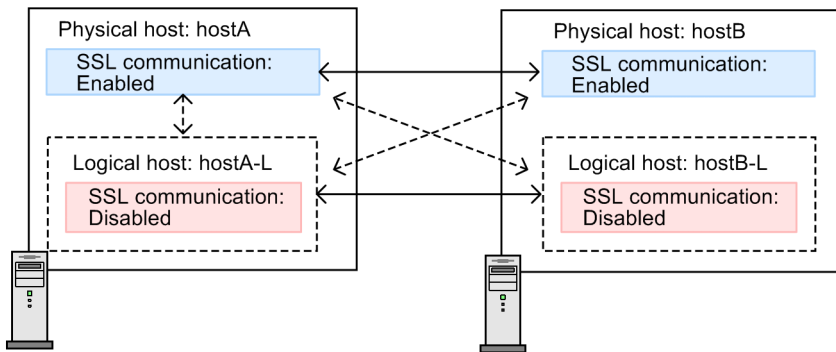 Physical host: hostA
SSL communication:
Enabled
Logical host: hostA-L
SSL communication:
Disabled
Physical host: hostB
SSL communication:
Enabled
Logical host: hostB-L
SSL communication:
Disabled